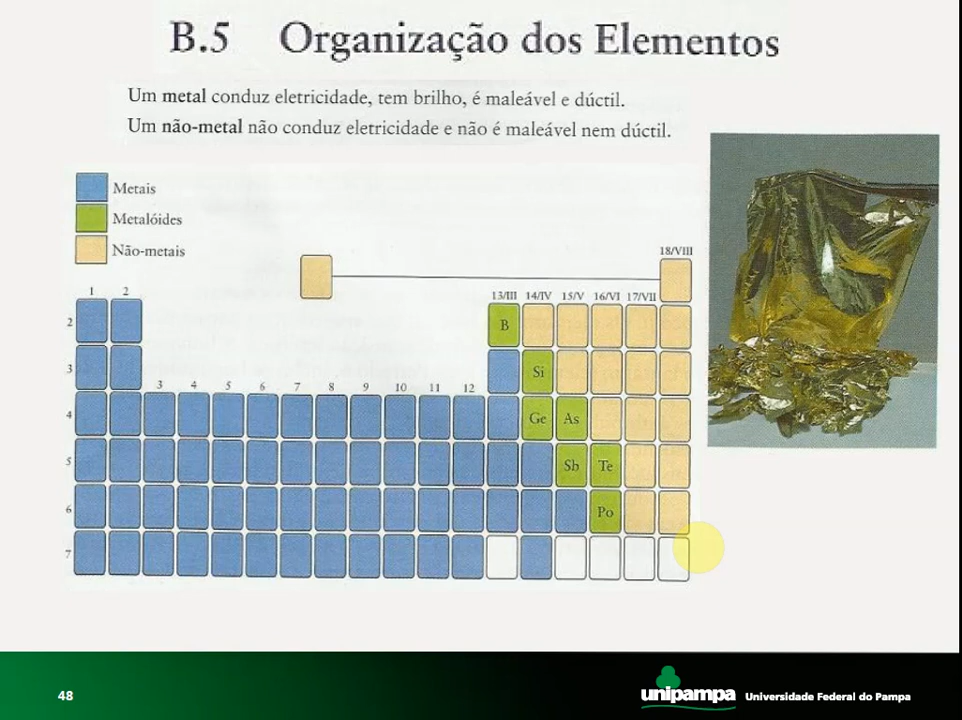 B.5 Organização dos Elementos
Um metal conduz eletricidade, tem brilho, é maleável e dúctil.
Um não-metal não conduz eletricidade e não é maleável nem dúctil.
Metais
Metalóides
Não-metais
18/VIII
1 2
13/III 14/IV 15/V 16/VI 17/VII
2 B
3 Si
3 4 5 6 7 8 9 10 11 12
4 Ge As
5 Sb Te
6 Po
7
48
unipampa Universidade Federal do Pampa